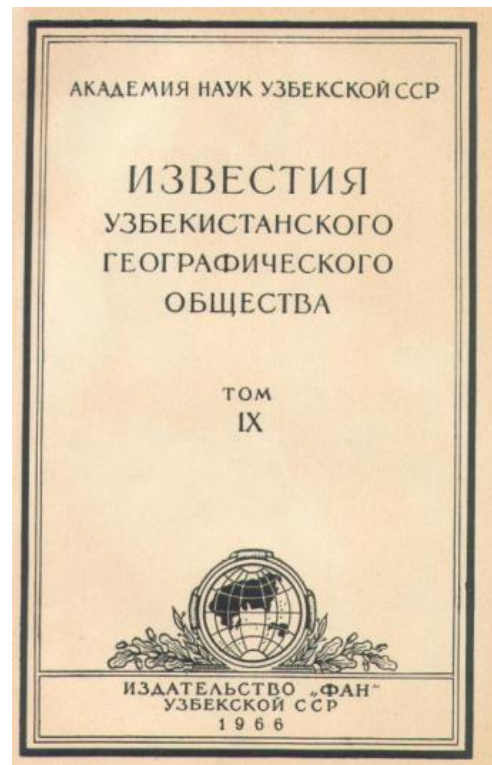 АКАДЕМИЯ НАУК УЗБЕКСКОЙ ССР
ИЗВЕСТИЯ
УЗБЕКИСТАНСКОГО
ГЕОГРАФИЧЕСКОГО
ОБЩЕСТВА
ТОМ
IX
ИЗДАТЕЛЬСТВО „ФАН“
УЗБЕКСКОЙ ССР
1966